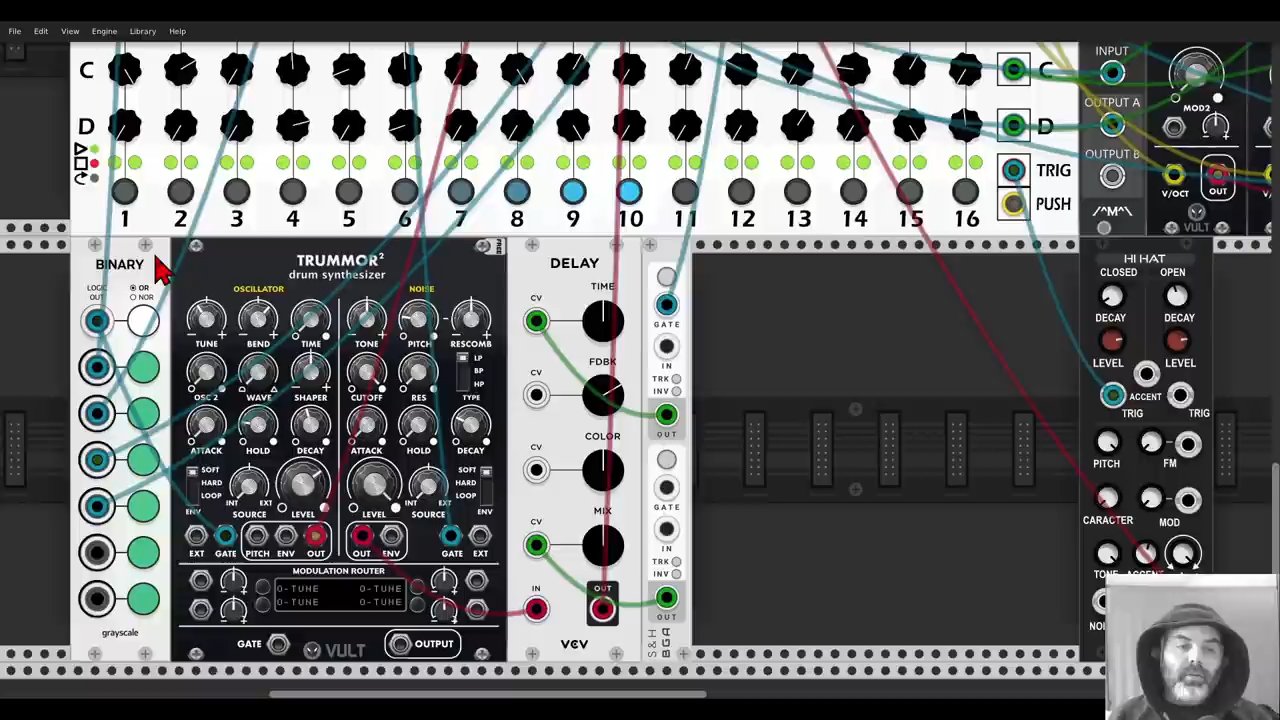 File Edit View Engine Library Help
C
D
1 2 3 4 5 6 7 8 9 10 11 12 13 14 15 16
C
D
TRIG
PUSH
INPUT
OUTPUT A
OUTPUT B
MOD2
V/OCT
OUT
VULT
BINARY
LOGIC
OUT
OR
NOR
grayscale
TRUMMOR²
drum synthesizer
FREE
OSCILLATOR
NOISE
TUNE BEND TIME TONE PITCH RESCOMB
LP
BP
HP
OSC 2 WAVE SHAPER CUTOFF RES TYPE
ATTACK HOLD DECAY ATTACK HOLD DECAY
SOFT
HARD
LOOP
ENV
INT EXT
SOURCE
LEVEL
LEVEL
INT EXT
SOURCE
SOFT
HARD
LOOP
ENV
EXT GATE PITCH ENV OUT OUT ENV GATE EXT
MODULATION ROUTER
0-TUNE 0-TUNE
0-TUNE 0-TUNE
GATE
VULT
OUTPUT
DELAY
TIME
CV
FDBK
CV
COLOR
CV
MIX
CV
IN
OUT
VCV
GATE
IN
TRK
INV
OUT
GATE
IN
TRK
INV
OUT
S&H
BGA
HI HAT
CLOSED OPEN
DECAY DECAY
LEVEL LEVEL
ACCENT
TRIG TRIG
PITCH FM
CARACTER MOD